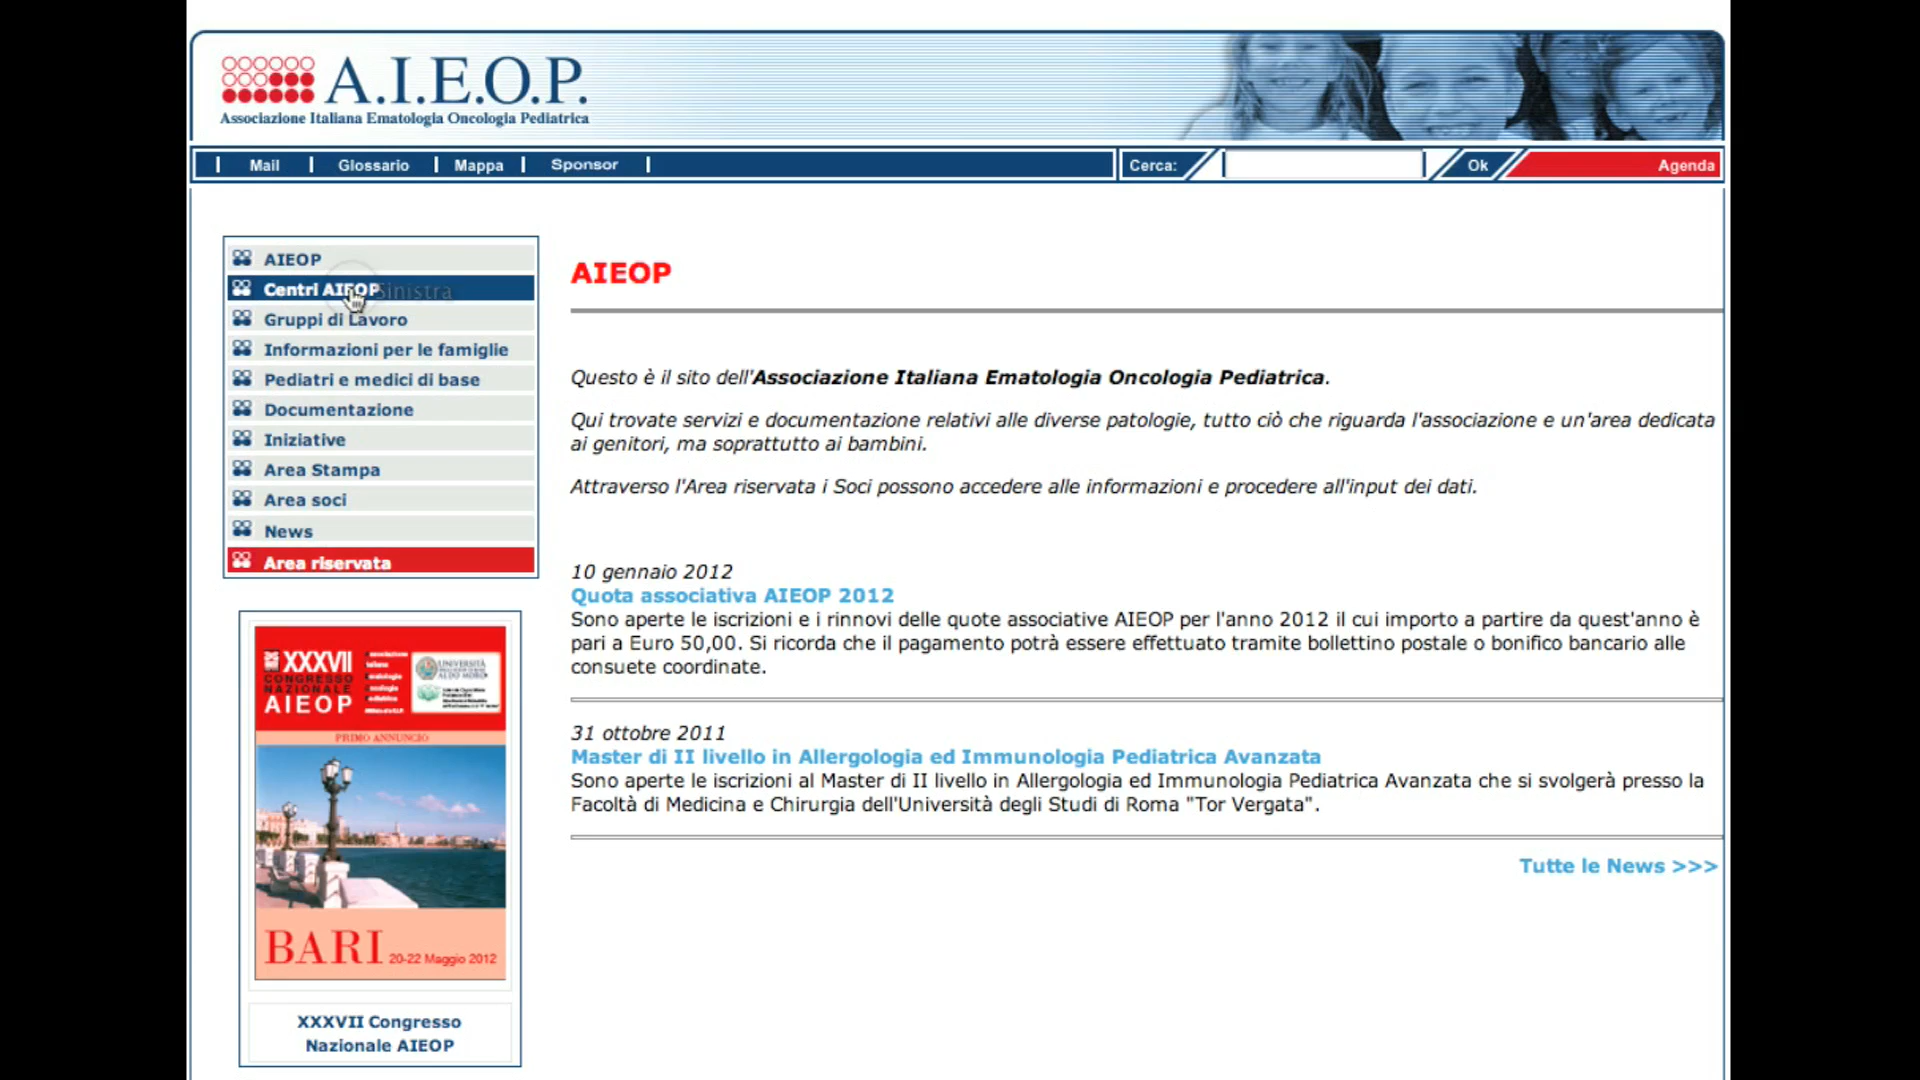 A.I.E.O.P.
Associazione Italiana Ematologia Oncologia Pediatrica
Mail
Glossario
Mappa
Sponsor
Cerca:
Ok
Agenda
AIEOP
Centri AIEOP
Sinistra
Gruppi di Lavoro
Informazioni per le famiglie
Pediatri e medici di base
Documentazione
Iniziative
Area Stampa
Area soci
News
Area riservata
XXXVII
CONGRESSO
NAZIONALE
AIEOP
UNIVERSITÀ
ALDO MORO
PRIMO ANNUNCIO
BARI 20-22 Maggio 2012
XXXVII Congresso
Nazionale AIEOP
AIEOP
Questo è il sito dell'Associazione Italiana Ematologia Oncologia Pediatrica.
Qui trovate servizi e documentazione relativi alle diverse patologie, tutto ciò che riguarda l'associazione e un'area dedicata
ai genitori, ma soprattutto ai bambini.
Attraverso l'Area riservata i Soci possono accedere alle informazioni e procedere all'input dei dati.
10 gennaio 2012
Quota associativa AIEOP 2012
Sono aperte le iscrizioni e i rinnovi delle quote associative AIEOP per l'anno 2012 il cui importo a partire da quest'anno è
pari a Euro 50,00. Si ricorda che il pagamento potrà essere effettuato tramite bollettino postale o bonifico bancario alle
consuete coordinate.
31 ottobre 2011
Master di II livello in Allergologia ed Immunologia Pediatrica Avanzata
Sono aperte le iscrizioni al Master di II livello in Allergologia ed Immunologia Pediatrica Avanzata che si svolgerà presso la
Facoltà di Medicina e Chirurgia dell'Università degli Studi di Roma "Tor Vergata".
Tutte le News >>>